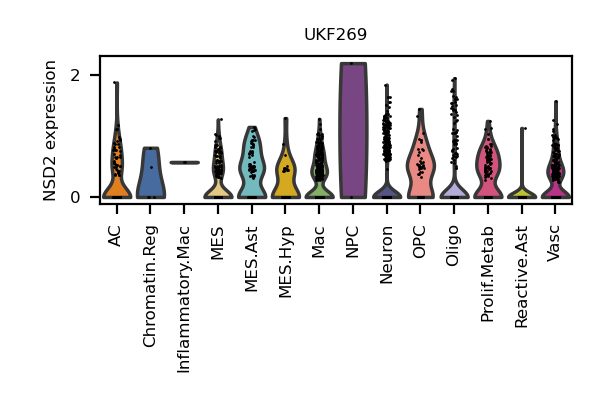 UKF269
NSD2 expression
2
0
AC
Chromatin.Reg
Inflammatory.Mac
MES
MES.Ast
MES.Hyp
Mac
NPC
Neuron
OPC
Oligo
Prolif.Metab
Reactive.Ast
Vasc